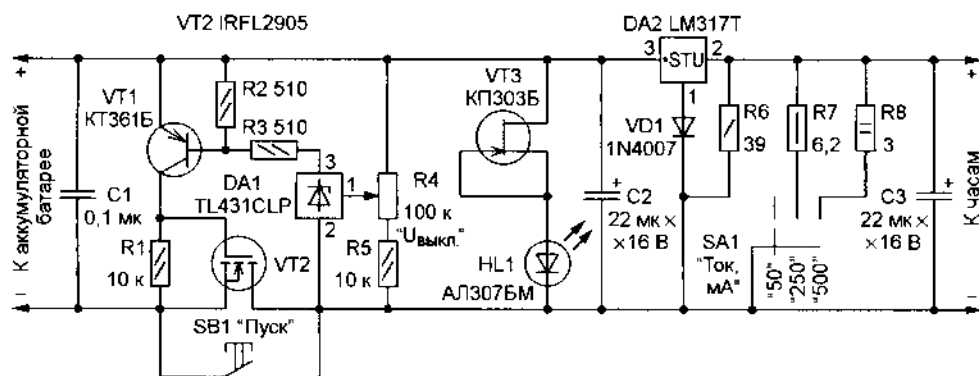 VT2 IRFL2905
DA2 LM317T
+
VT1
КТ361Б
R2 510
R3 510
DA1
TL431CLP
3
1
2
R4
100 к
"Uвыкл."
R5
10 к
VT3
КП303Б
3
*STU
2
1
VD1
1N4007
R6
39
R7
6,2
R8
3
+
К аккумуляторной
батарее
C1
0,1 мк
R1
10 к
VT2
SB1 "Пуск"
HL1
АЛ307БМ
+
C2
22 мк
×16 В
SA1
"Ток,
мА"
"50"
"250"
"500"
+
C3
22 мк
×16 В
К часам
−
−